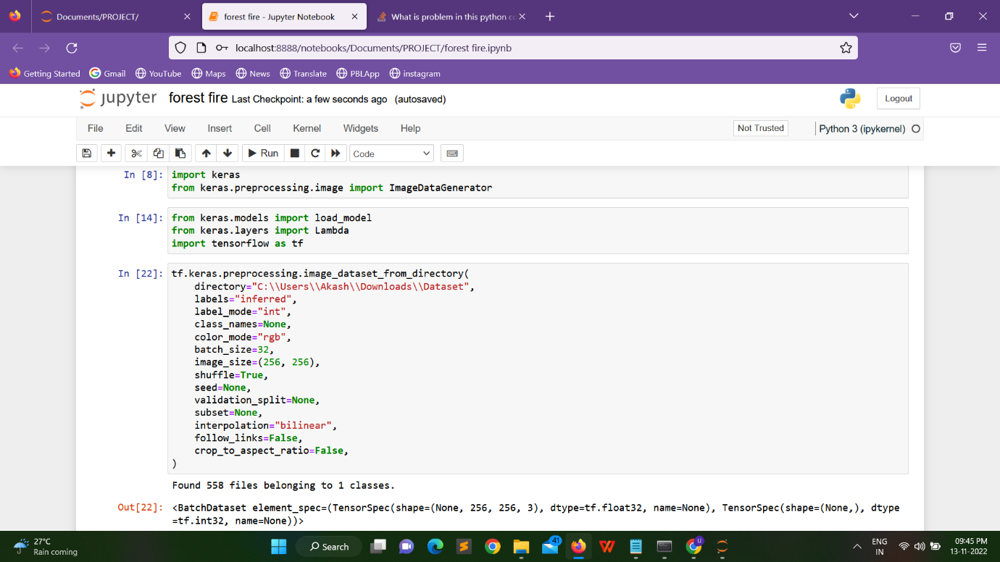 Documents/PROJECT/
forest fire - Jupyter Notebook
What is problem in this python co
localhost:8888/notebooks/Documents/PROJECT/forest fire.ipynb
Getting Started Gmail YouTube Maps News Translate PBLApp instagram
jupyter forest fire Last Checkpoint: a few seconds ago (autosaved) Logout
File Edit View Insert Cell Kernel Widgets Help Not Trusted Python 3 (ipykernel)
Run Code
In [8]: import keras
from keras.preprocessing.image import ImageDataGenerator
In [14]: from keras.models import load_model
from keras.layers import Lambda
import tensorflow as tf
In [22]: tf.keras.preprocessing.image_dataset_from_directory(
    directory="C:\\Users\\Akash\\Downloads\\Dataset",
    labels="inferred",
    label_mode="int",
    class_names=None,
    color_mode="rgb",
    batch_size=32,
    image_size=(256, 256),
    shuffle=True,
    seed=None,
    validation_split=None,
    subset=None,
    interpolation="bilinear",
    follow_links=False,
    crop_to_aspect_ratio=False,
)
Found 558 files belonging to 1 classes.
Out[22]: <BatchDataset element_spec=(TensorSpec(shape=(None, 256, 256, 3), dtype=tf.float32, name=None), TensorSpec(shape=(None,), dtype
=tf.int32, name=None))>
27°C
Rain coming
Search
41
U
ENG
IN
09:45 PM
13-11-2022